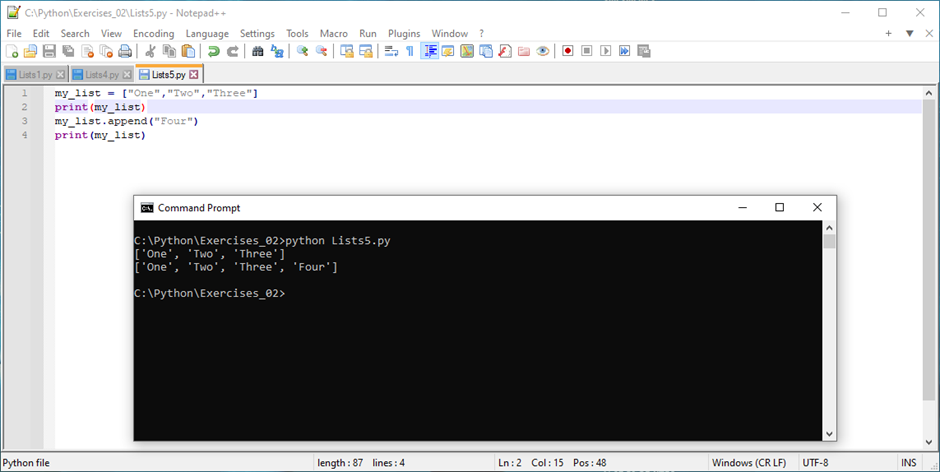 C:\Python\Exercises_02\Lists5.py - Notepad++
File Edit Search View Encoding Language Settings Tools Macro Run Plugins Window ? + ▼ ✕
Lists1.py Lists4.py Lists5.py
1 my_list = ["One","Two","Three"]
2 print(my_list)
3 my_list.append("Four")
4 print(my_list)
Command Prompt
C:\Python\Exercises_02>python Lists5.py
['One', 'Two', 'Three']
['One', 'Two', 'Three', 'Four']
C:\Python\Exercises_02>
Python file length : 87 lines : 4 Ln : 2 Col : 15 Pos : 48 Windows (CR LF) UTF-8 INS